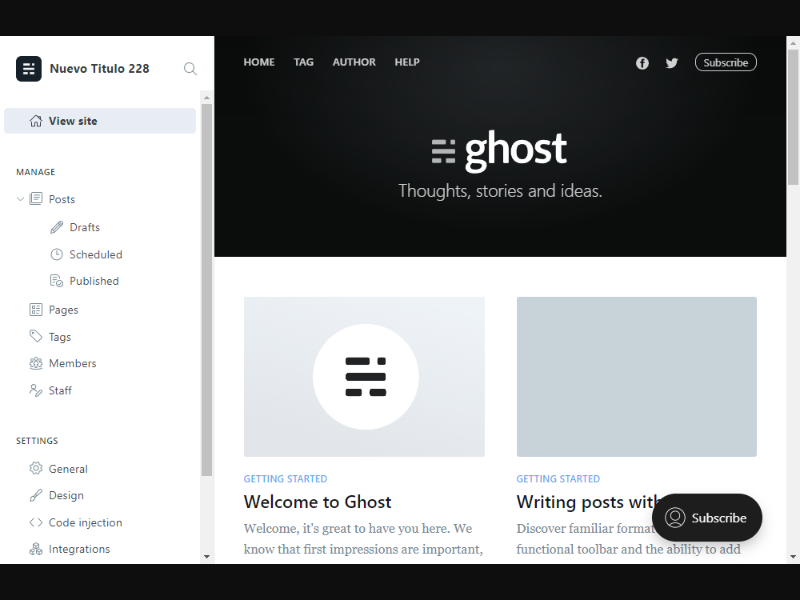 Nuevo Titulo 228
View site
MANAGE
Posts
Drafts
Scheduled
Published
Pages
Tags
Members
Staff
SETTINGS
General
Design
Code injection
Integrations
HOME TAG AUTHOR HELP
Subscribe
ghost
Thoughts, stories and ideas.
GETTING STARTED
Welcome to Ghost
Welcome, it's great to have you here. We
know that first impressions are important,
GETTING STARTED
Writing posts with
Discover familiar
functional toolbar and the ability to add
Subscribe